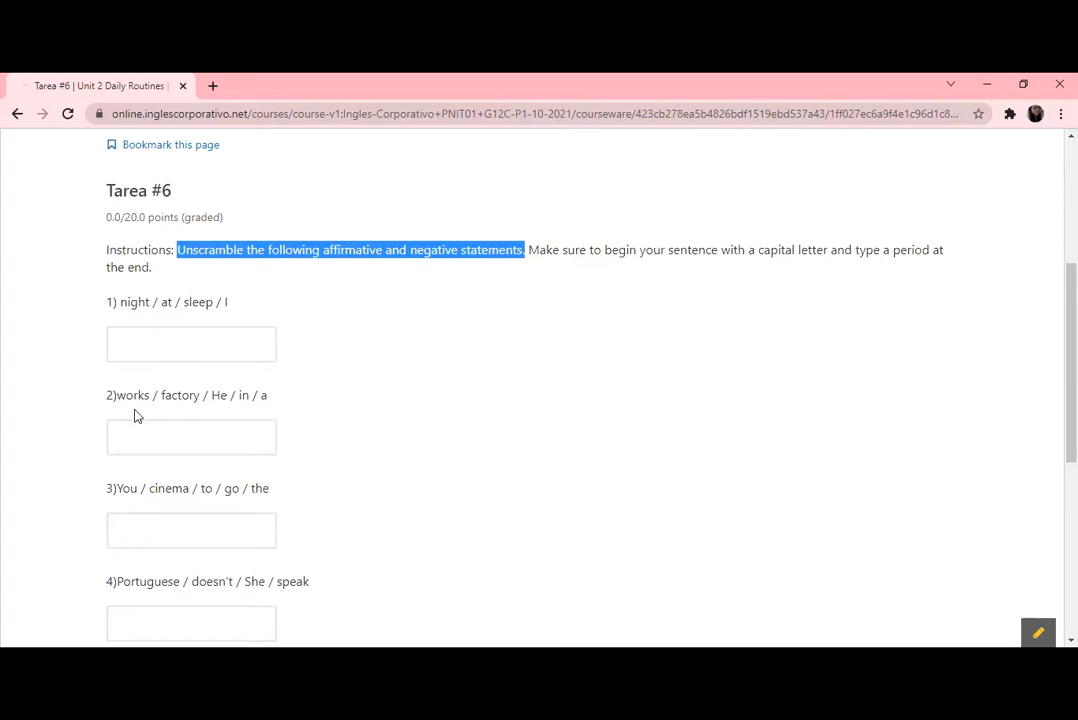 Tarea #6 | Unit 2 Daily Routines |
online.inglescorporativo.net/courses/course-v1:Ingles-Corporativo+PNIT01+G12C-P1-10-2021/courseware/423cb278ea5b4826bdf1519ebd537a43/1ff027ec6a9f4e1c96d1c8...
Bookmark this page
Tarea #6
0.0/20.0 points (graded)
Instructions: Unscramble the following affirmative and negative statements. Make sure to begin your sentence with a capital letter and type a period at
the end.
1) night / at / sleep / I
2)works / factory / He / in / a
3)You / cinema / to / go / the
4)Portuguese / doesn't / She / speak